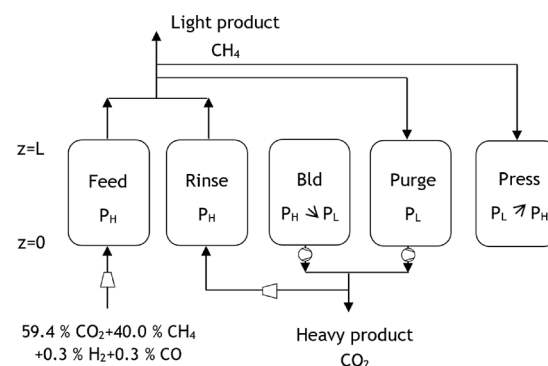 Light product
CH₄
z=L
Feed
Rinse
Bld
Purge
Press
P_H
P_H
P_H ↘ P_L
P_L
P_L ↗ P_H
z=0
59.4 % CO₂+40.0 % CH₄
+0.3 % H₂+0.3 % CO
Heavy product
CO₂